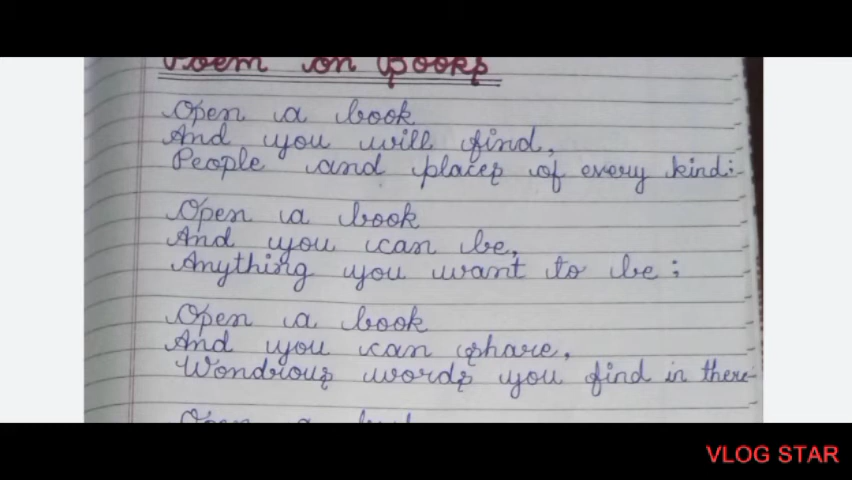 Poem on Books
Open a book
And you will find,
People and places of every kind:-
Open a book
And you can be,
Anything you want to be ;
Open a book
And you can share,
Wondrous words you find in there-
Open a
VLOG STAR